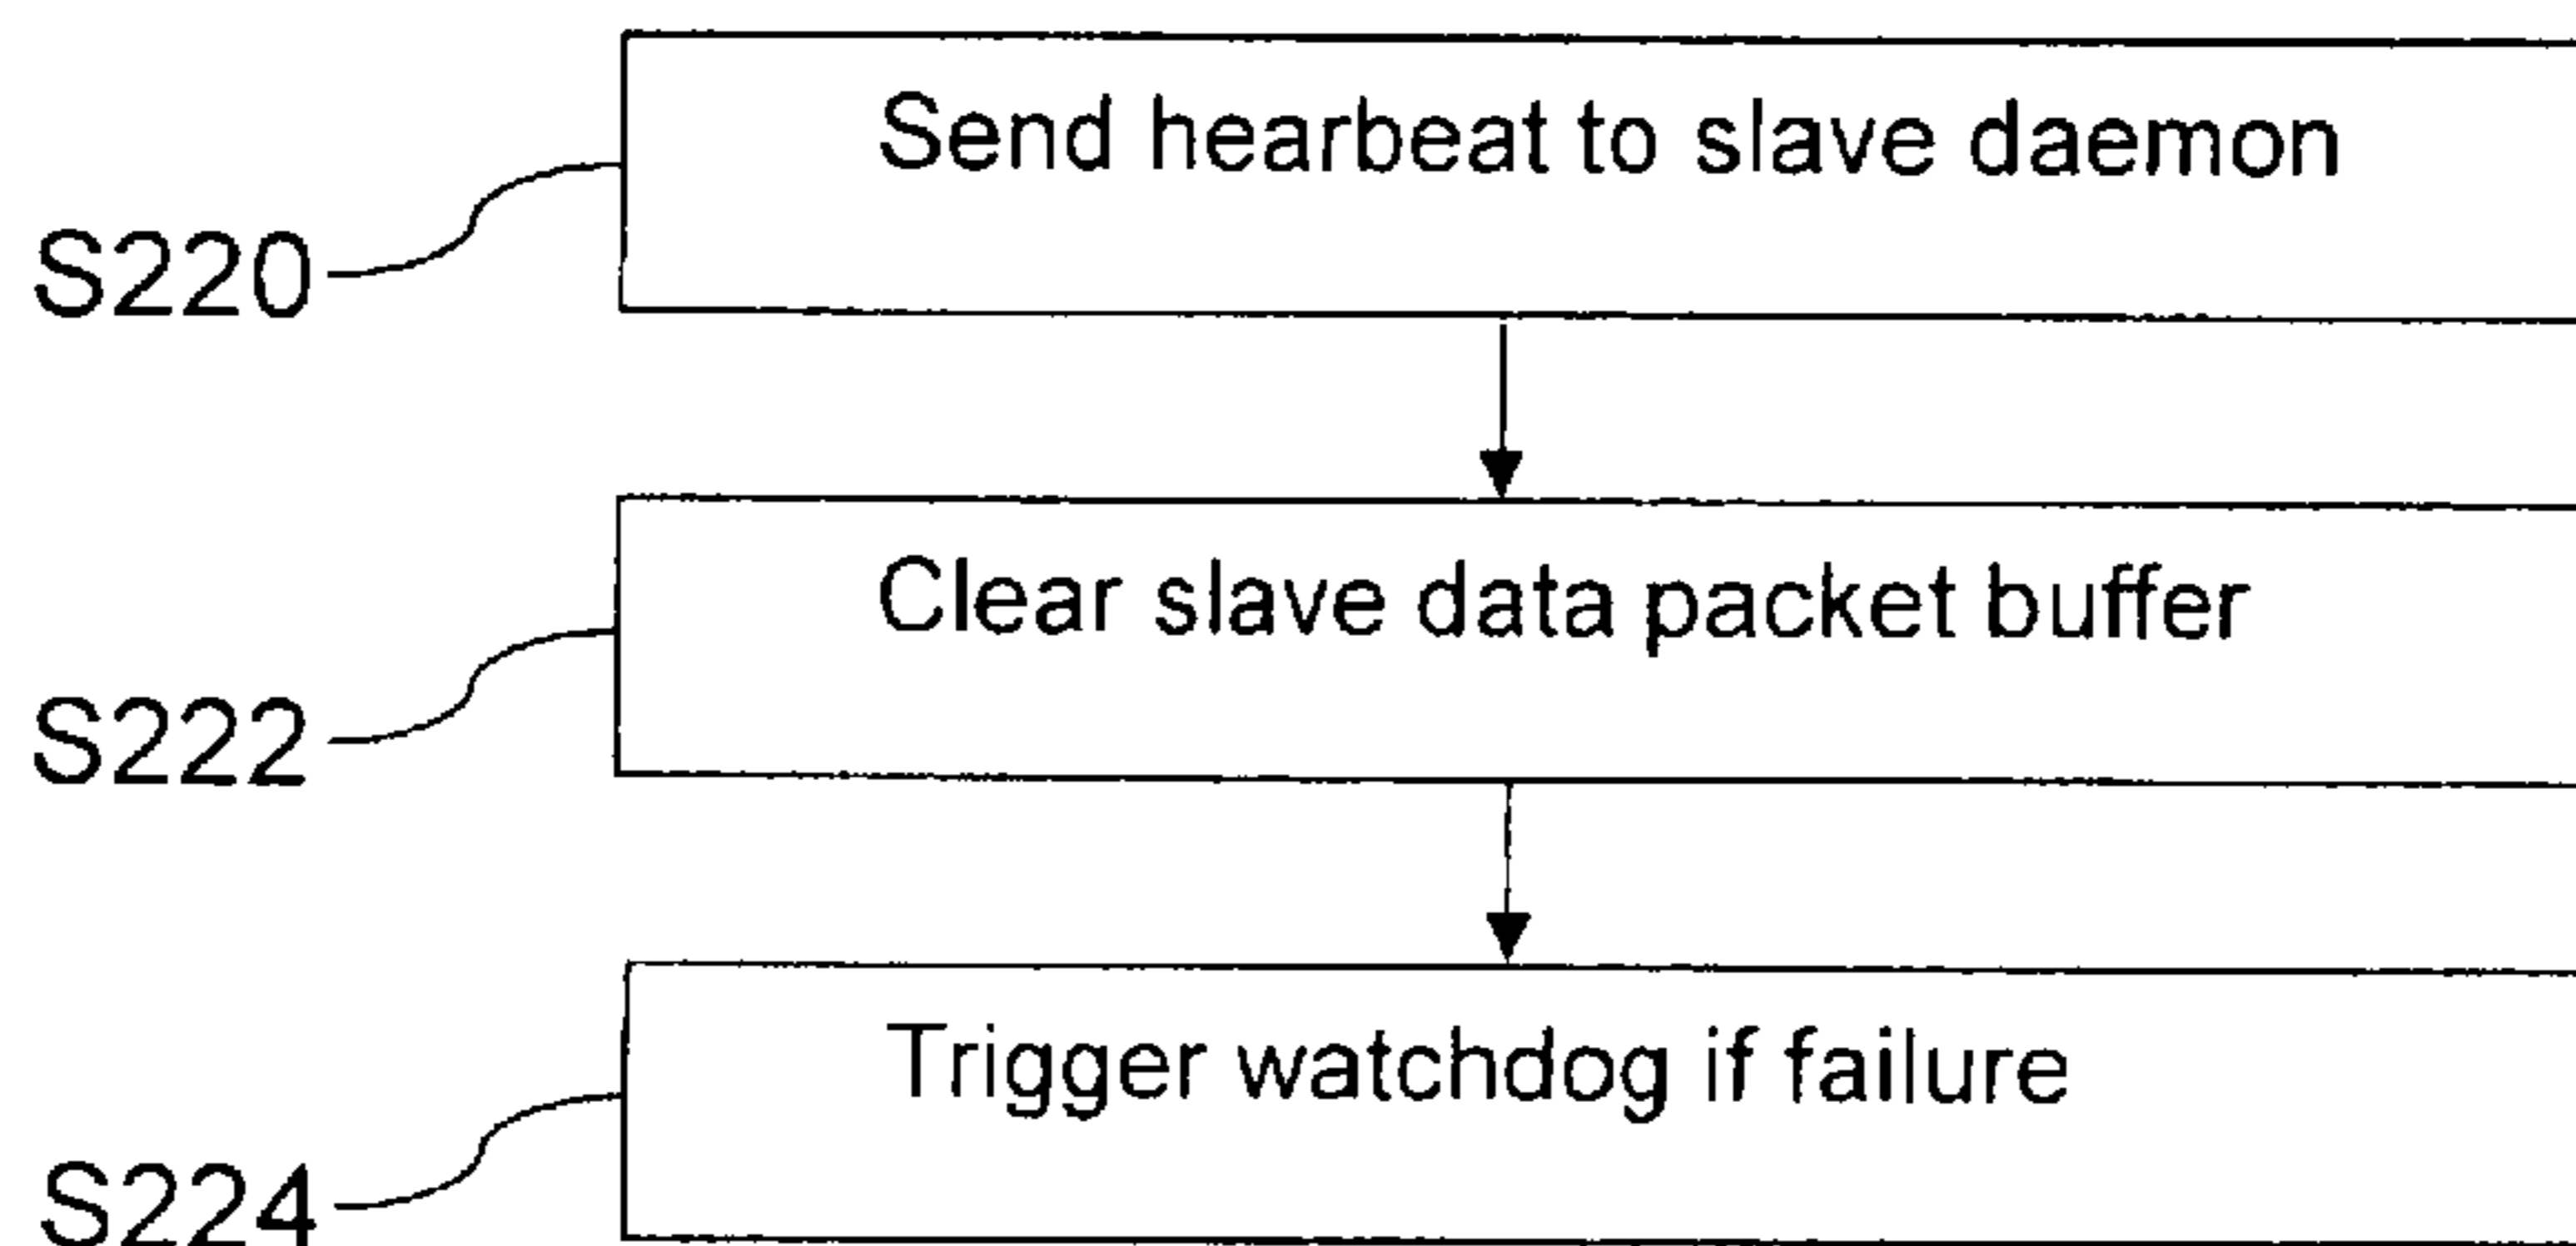 Send hearbeat to slave daemon
S220
Clear slave data packet buffer
S222
Trigger watchdog if failure
S224